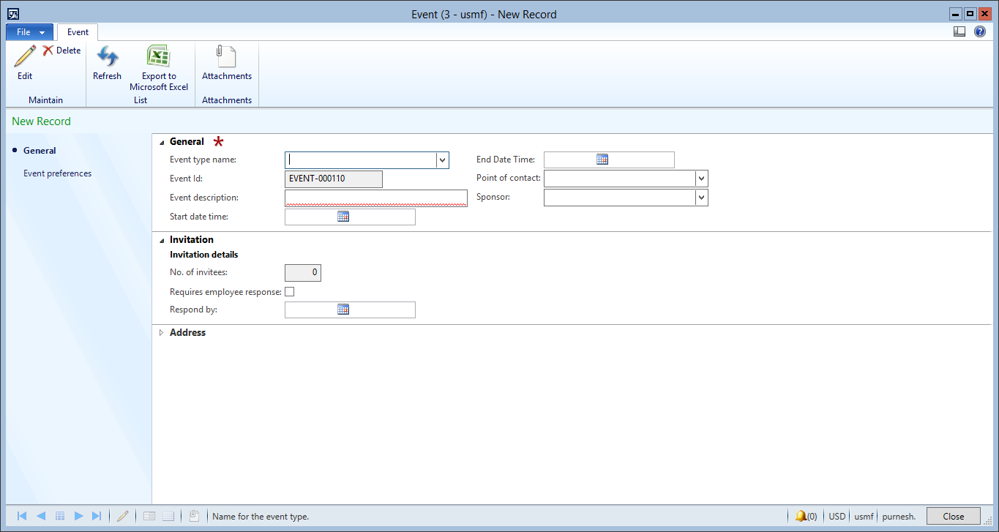 Event (3 - usmf) - New Record
File Event
Edit Delete Refresh Export to Microsoft Excel Attachments
Maintain List Attachments
New Record
General
Event preferences
General *
Event type name:
End Date Time:
Event Id: EVENT-000110
Point of contact:
Event description:
Sponsor:
Start date time:
Invitation
Invitation details
No. of invitees: 0
Requires employee response:
Respond by:
Address
Name for the event type. (0) USD usmf purnesh. Close